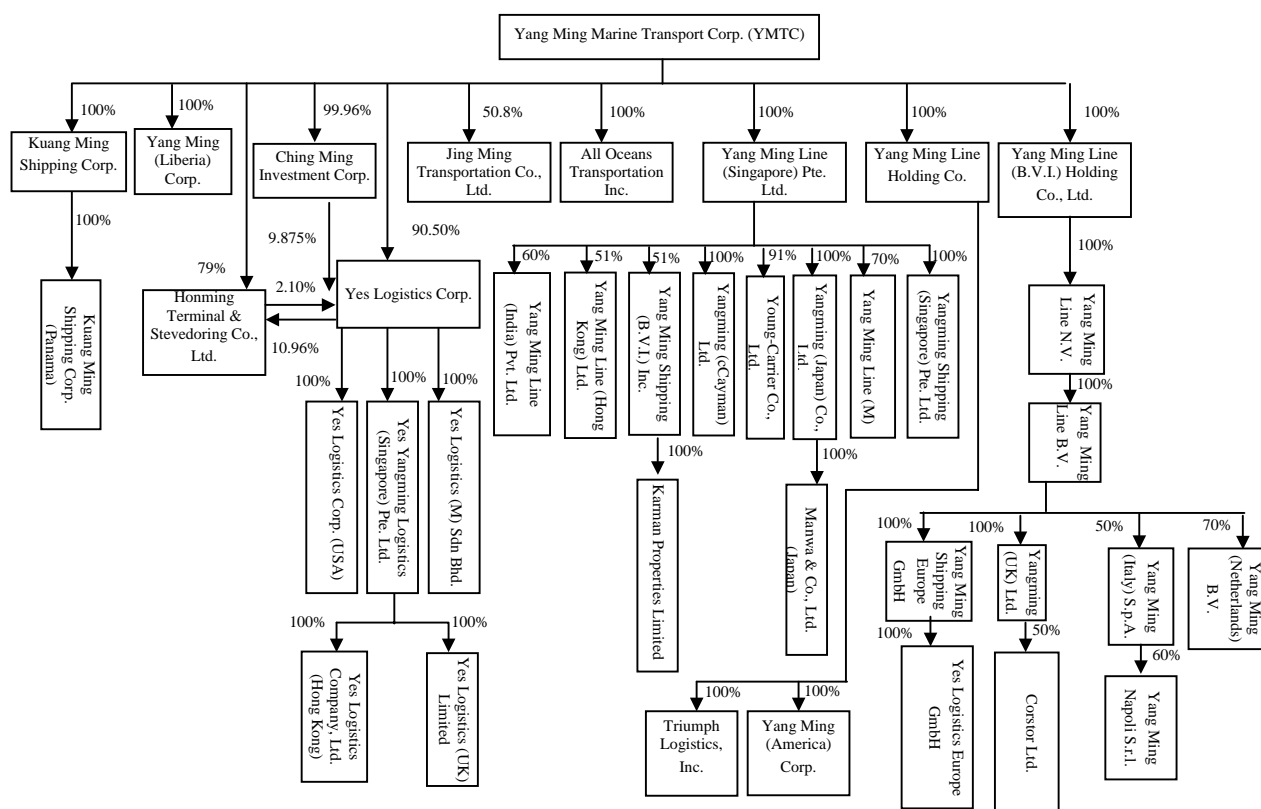 Yang Ming Marine Transport Corp. (YMTC)
100%
100%
99.96%
50.8%
100%
100%
100%
100%
Kuang Ming
Shipping Corp.
Yang Ming
(Liberia)
Corp.
Ching Ming
Investment Corp.
Jing Ming
Transportation Co.,
Ltd.
All Oceans
Transportation
Inc.
Yang Ming Line
(Singapore) Pte.
Ltd.
Yang Ming Line
Holding Co.
Yang Ming Line
(B.V.I.) Holding
Co., Ltd.
100%
9.875%
90.50%
100%
79%
2.10%
10.96%
Kuang Ming
Shipping Corp.
(Panama)
Honming
Terminal &
Stevedoring Co.,
Ltd.
Yes Logistics Corp.
60%
51%
51%
100%
91%
100%
70%
100%
Yang Ming Line
(India) Pvt. Ltd.
Yang Ming Line (Hong
Kong) Ltd.
Yang Ming Shipping
(B.V.I.) Inc.
Yangming (cCayman)
Ltd.
Young-Carrier Co.,
Ltd.
Yangming (Japan) Co.,
Ltd.
Yang Ming Line (M)
Yangming Shipping
(Singapore) Pte. Ltd.
Yang Ming
Line N.V.
100%
Yang Ming
Line B.V.
100%
100%
100%
Yes Logistics Corp.
(USA)
Yes Yangming Logistics
(Singapore) Pte. Ltd.
Yes Logistics (M) Sdn
Bhd.
100%
100%
Karman Properties Limited
Manwa & Co., Ltd.
(Japan)
100%
100%
50%
70%
Yang Ming
Shipping
Europe
GmbH
Yangming
(UK) Ltd.
Yang Ming
(Italy) S.p.A.
Yang Ming
(Netherlands)
B.V.
100%
100%
Yes Logistics
Company, Ltd.
(Hong Kong)
Yes Logistics (UK)
Limited
100%
50%
60%
Yes Logistics Europe
GmbH
Corstor Ltd.
Yang Ming
Napoli S.r.l.
100%
100%
Triumph
Logistics,
Inc.
Yang Ming
(America)
Corp.